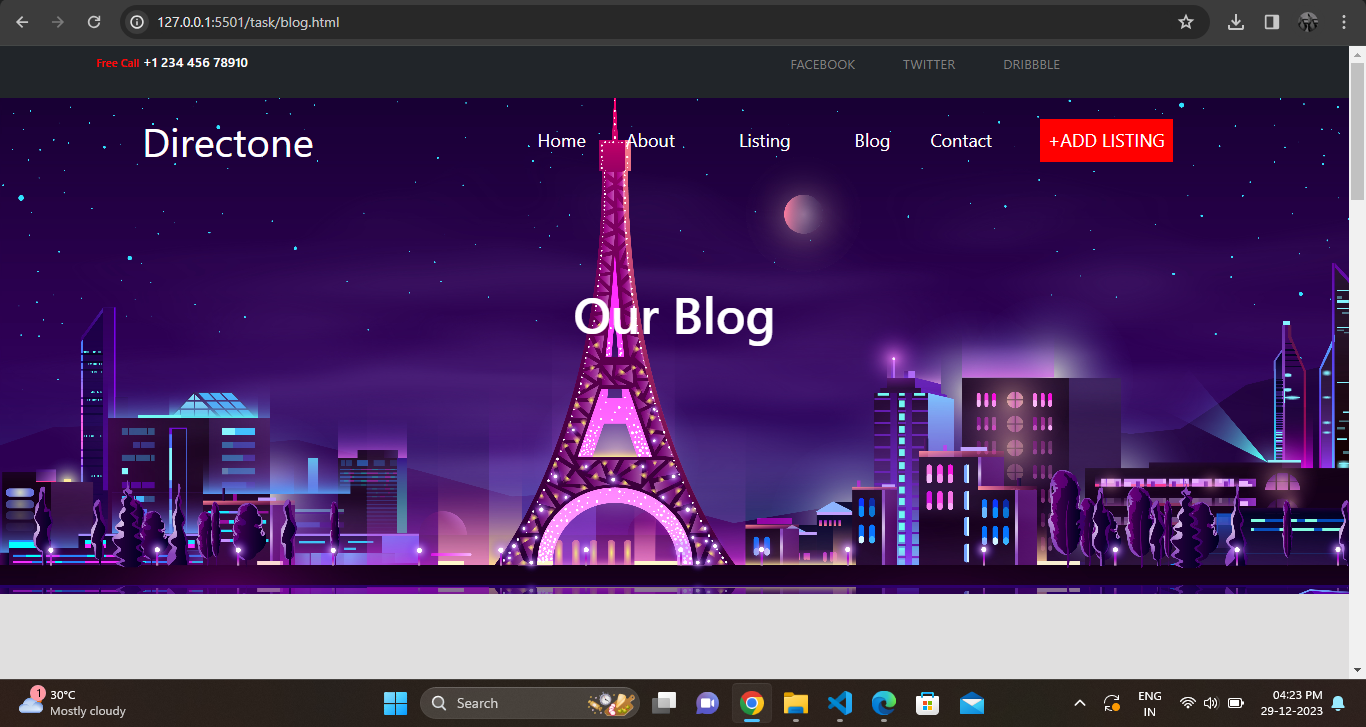 127.0.0.1:5501/task/blog.html
Free Call +1 234 456 78910
FACEBOOK TWITTER DRIBBBLE
Directone
Home About Listing Blog Contact +ADD LISTING
Our Blog
1
30°C
Mostly cloudy
Search
ENG
IN
04:23 PM
29-12-2023